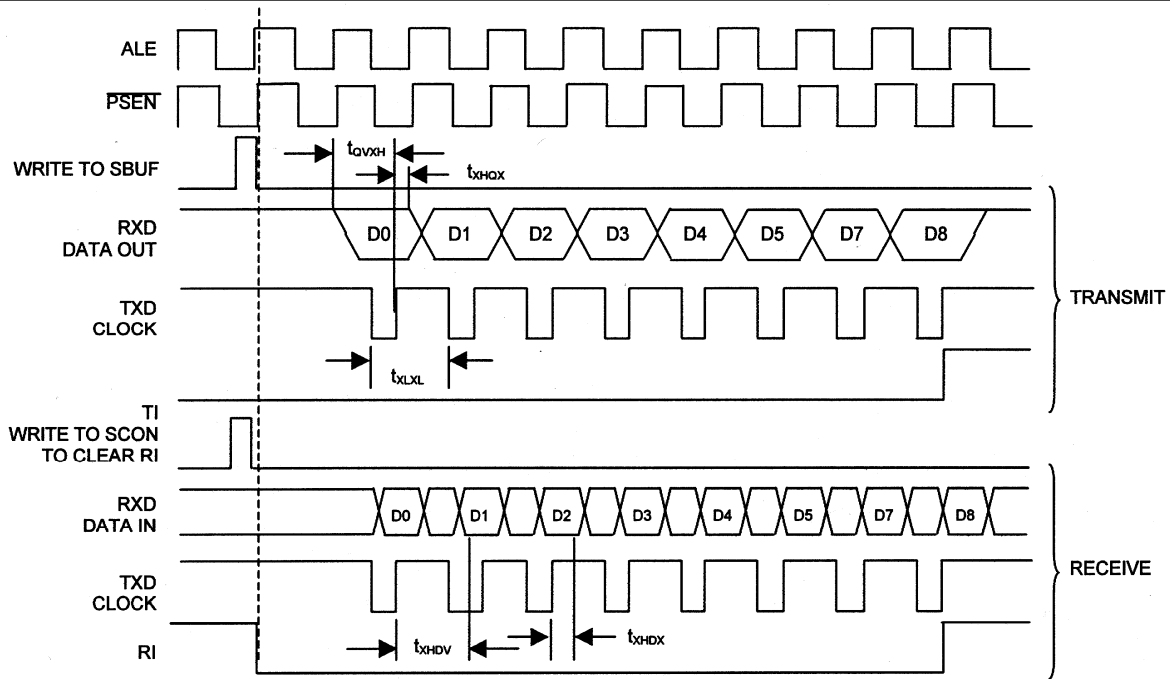 ALE
PSEN
WRITE TO SBUF
tQVXH
tXHQX
RXD
DATA OUT
D0 D1 D2 D3 D4 D5 D7 D8
TXD
CLOCK
TRANSMIT
tXLXL
TI
WRITE TO SCON
TO CLEAR RI
RXD
DATA IN
D0 D1 D2 D3 D4 D5 D7 D8
TXD
CLOCK
RECEIVE
RI
tXHDV
tXHDX